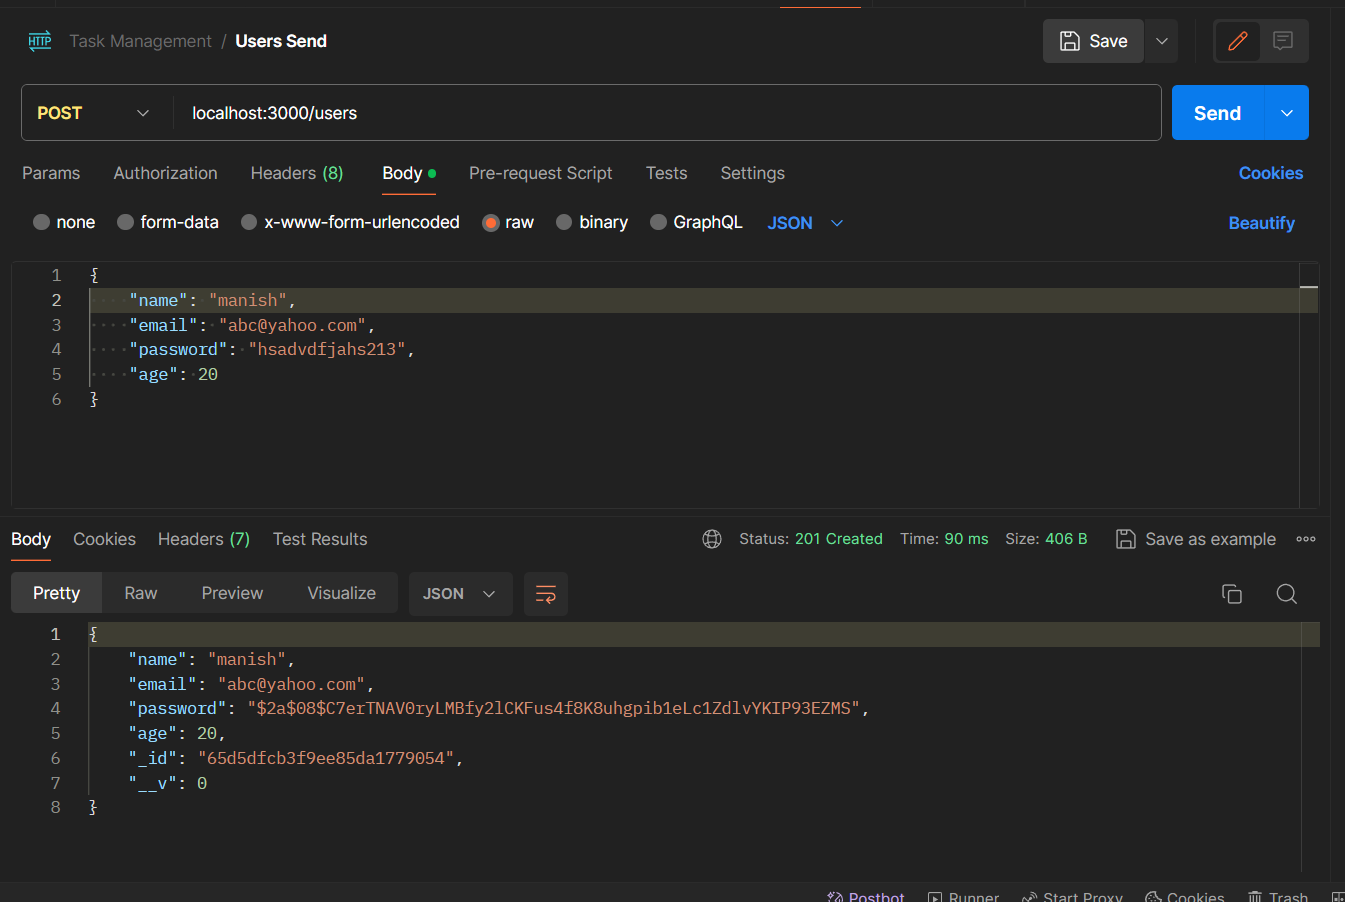 HTTP Task Management / Users Send Save
POST localhost:3000/users Send
Params Authorization Headers (8) Body Pre-request Script Tests Settings Cookies
none form-data x-www-form-urlencoded raw binary GraphQL JSON Beautify
1 {
2 "name": "manish",
3 "email": "abc@yahoo.com",
4 "password": "hsadvdfjahs213",
5 "age": 20
6 }
Body Cookies Headers (7) Test Results Status: 201 Created Time: 90 ms Size: 406 B Save as example
Pretty Raw Preview Visualize JSON
1 {
2 "name": "manish",
3 "email": "abc@yahoo.com",
4 "password": "$2a$08$C7erTNAV0ryLMBfy2lCKFus4f8K8uhgpib1eLc1ZdlvYKIP93EZMS",
5 "age": 20,
6 "_id": "65d5dfcb3f9ee85da1779054",
7 "__v": 0
8 }
Postbot Runner Start Proxy Cookies Trash